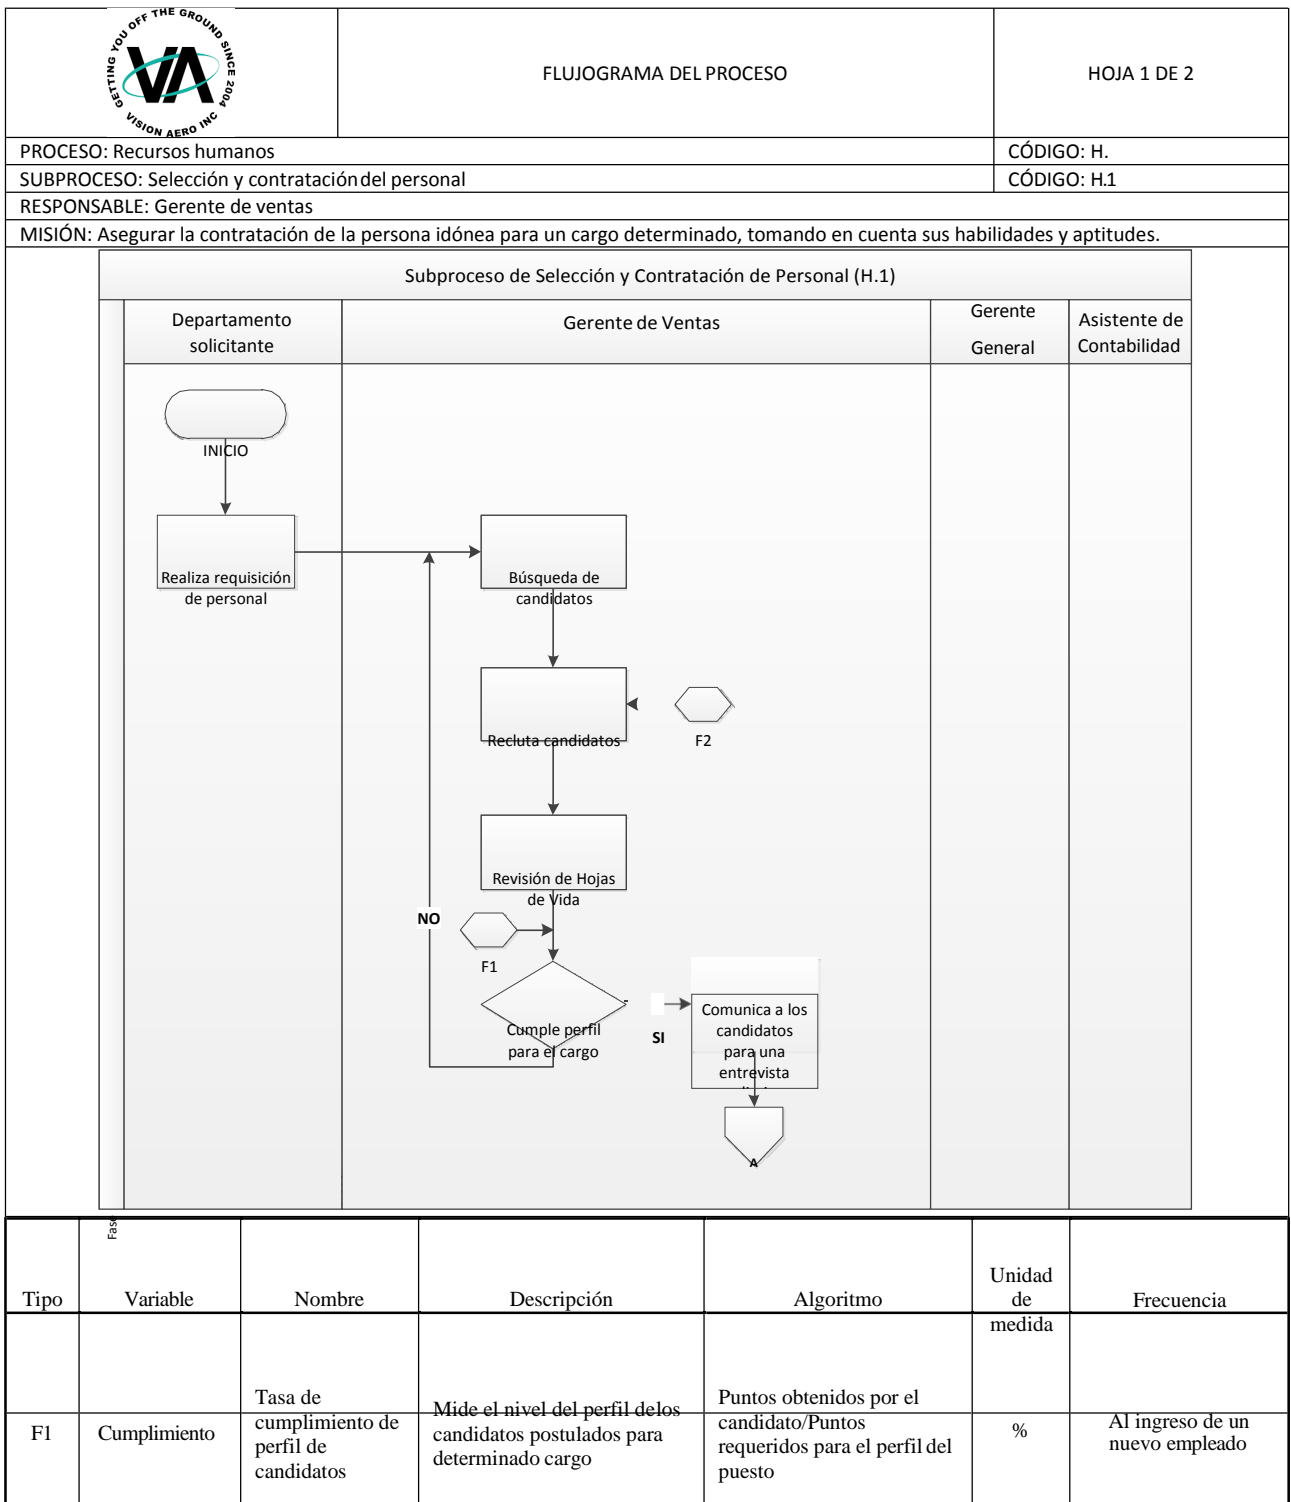 GETTING YOU OFF THE GROUND SINCE 2004
VISION AERO INC
VA
FLUJOGRAMA DEL PROCESO
HOJA 1 DE 2
PROCESO: Recursos humanos
CÓDIGO: H.
SUBPROCESO: Selección y contratación del personal
CÓDIGO: H.1
RESPONSABLE: Gerente de ventas
MISIÓN: Asegurar la contratación de la persona idónea para un cargo determinado, tomando en cuenta sus habilidades y aptitudes.
Subproceso de Selección y Contratación de Personal (H.1)
Departamento
solicitante
Gerente de Ventas
Gerente
General
Asistente de
Contabilidad
INICIO
Realiza requisición
de personal
Búsqueda de
candidatos
Recluta candidatos
F2
Revisión de Hojas
de Vida
NO
F1
Cumple perfil
para el cargo
SI
Comunica a los
candidatos
para una
entrevista
A
Fase
Tipo
Variable
Nombre
Descripción
Algoritmo
Unidad
de
medida
Frecuencia
F1
Cumplimiento
Tasa de
cumplimiento de
perfil de
candidatos
Mide el nivel del perfil delos
candidatos postulados para
determinado cargo
Puntos obtenidos por el
candidato/Puntos
requeridos para el perfil del
puesto
%
Al ingreso de un
nuevo empleado